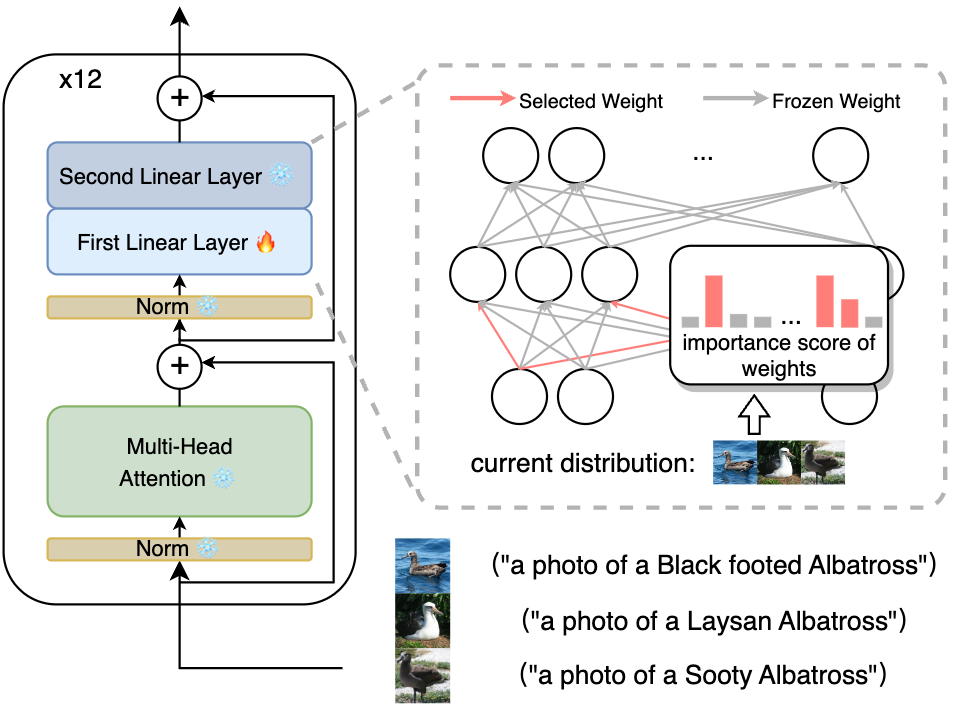 x12
+
Second Linear Layer
First Linear Layer
Norm
+
Multi-Head
Attention
Norm
Selected Weight
Frozen Weight
...
...
importance score of
weights
current distribution:
("a photo of a Black footed Albatross")
("a photo of a Laysan Albatross")
("a photo of a Sooty Albatross")